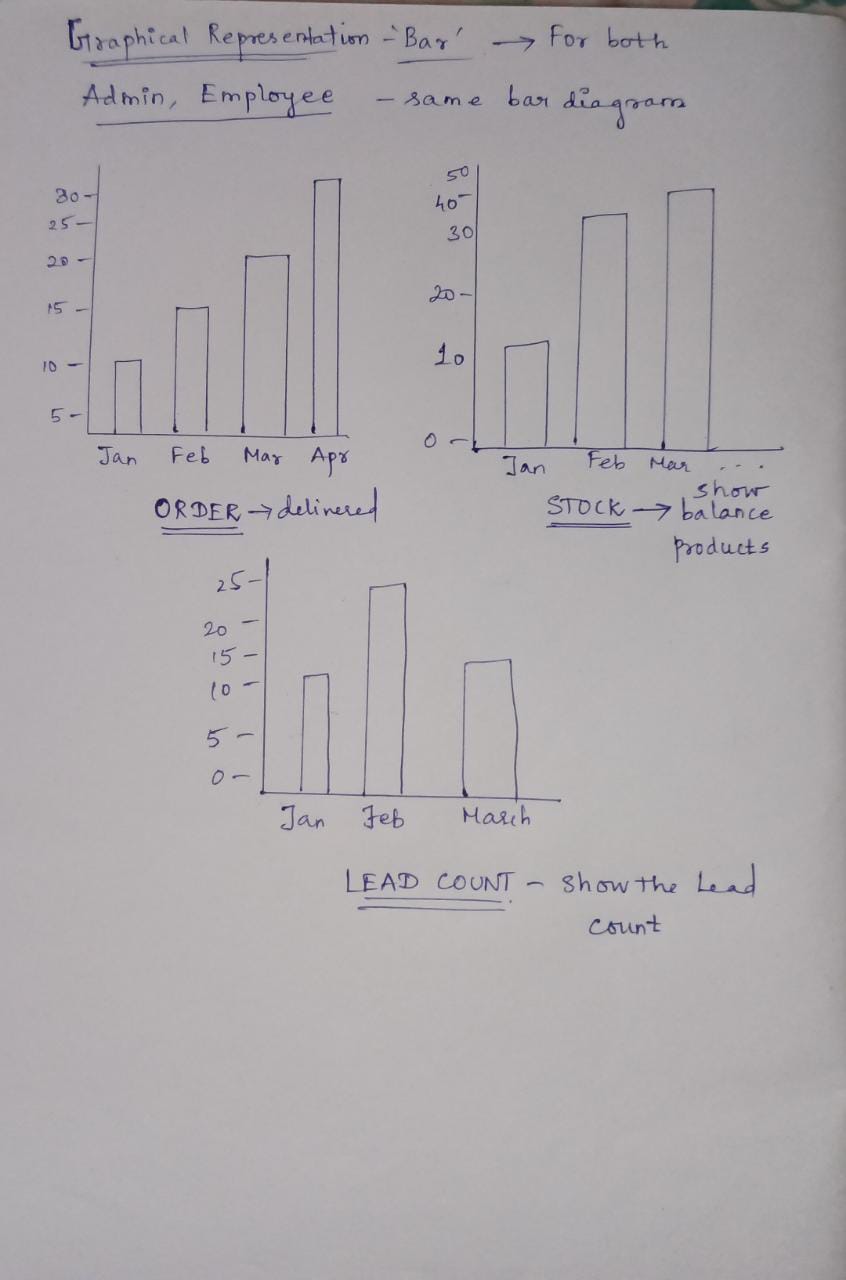 Graphical Representation - 'Bar' → For both
Admin, Employee - same bar diagram
30
25
20
15
10
5
Jan Feb Mar Apr
ORDER → delivered
50
40
30
20
10
0
Jan Feb Mar ...
STOCK → show
balance
products
25
20
15
10
5
0
Jan Feb March
LEAD COUNT - show the Lead
count